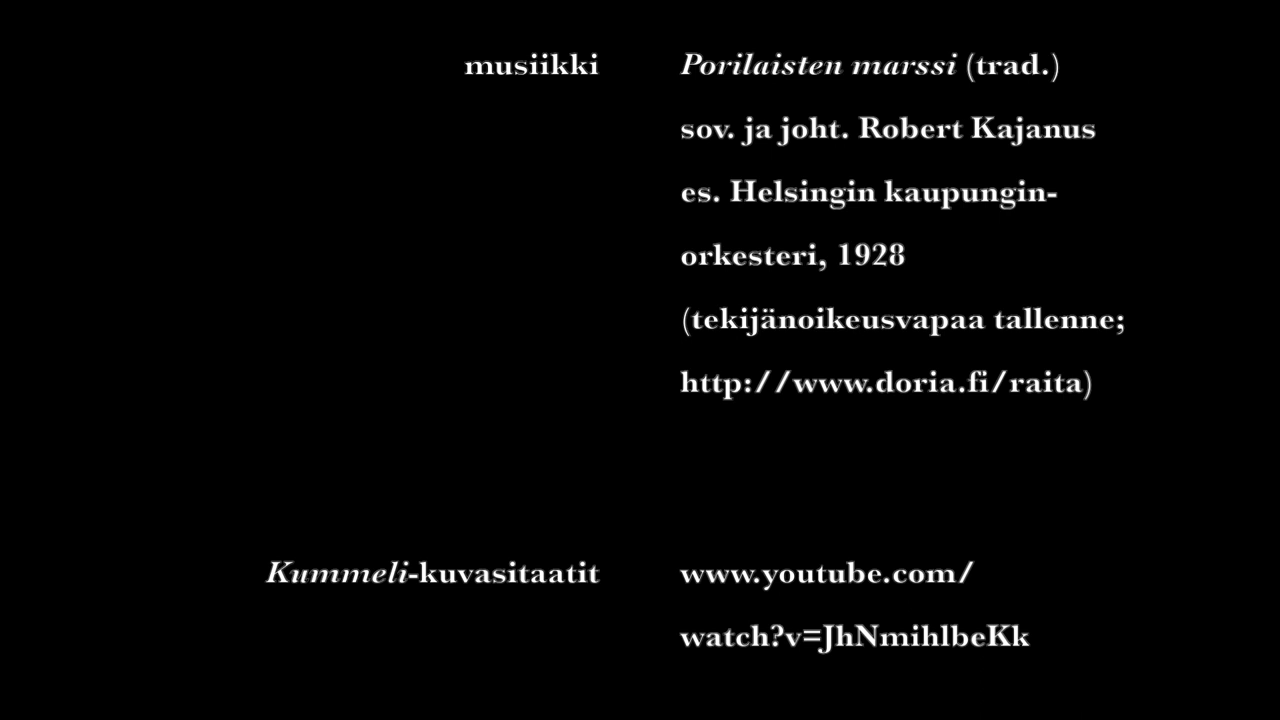 musiikki Porilaisten marssi (trad.)
sov. ja joht. Robert Kajanus
es. Helsingin kaupungin-
orkesteri, 1928
(tekijänoikeusvapaa tallenne;
http://www.doria.fi/raita)
Kummeli-kuvasitaatit www.youtube.com/
watch?v=JhNmihlbeKk